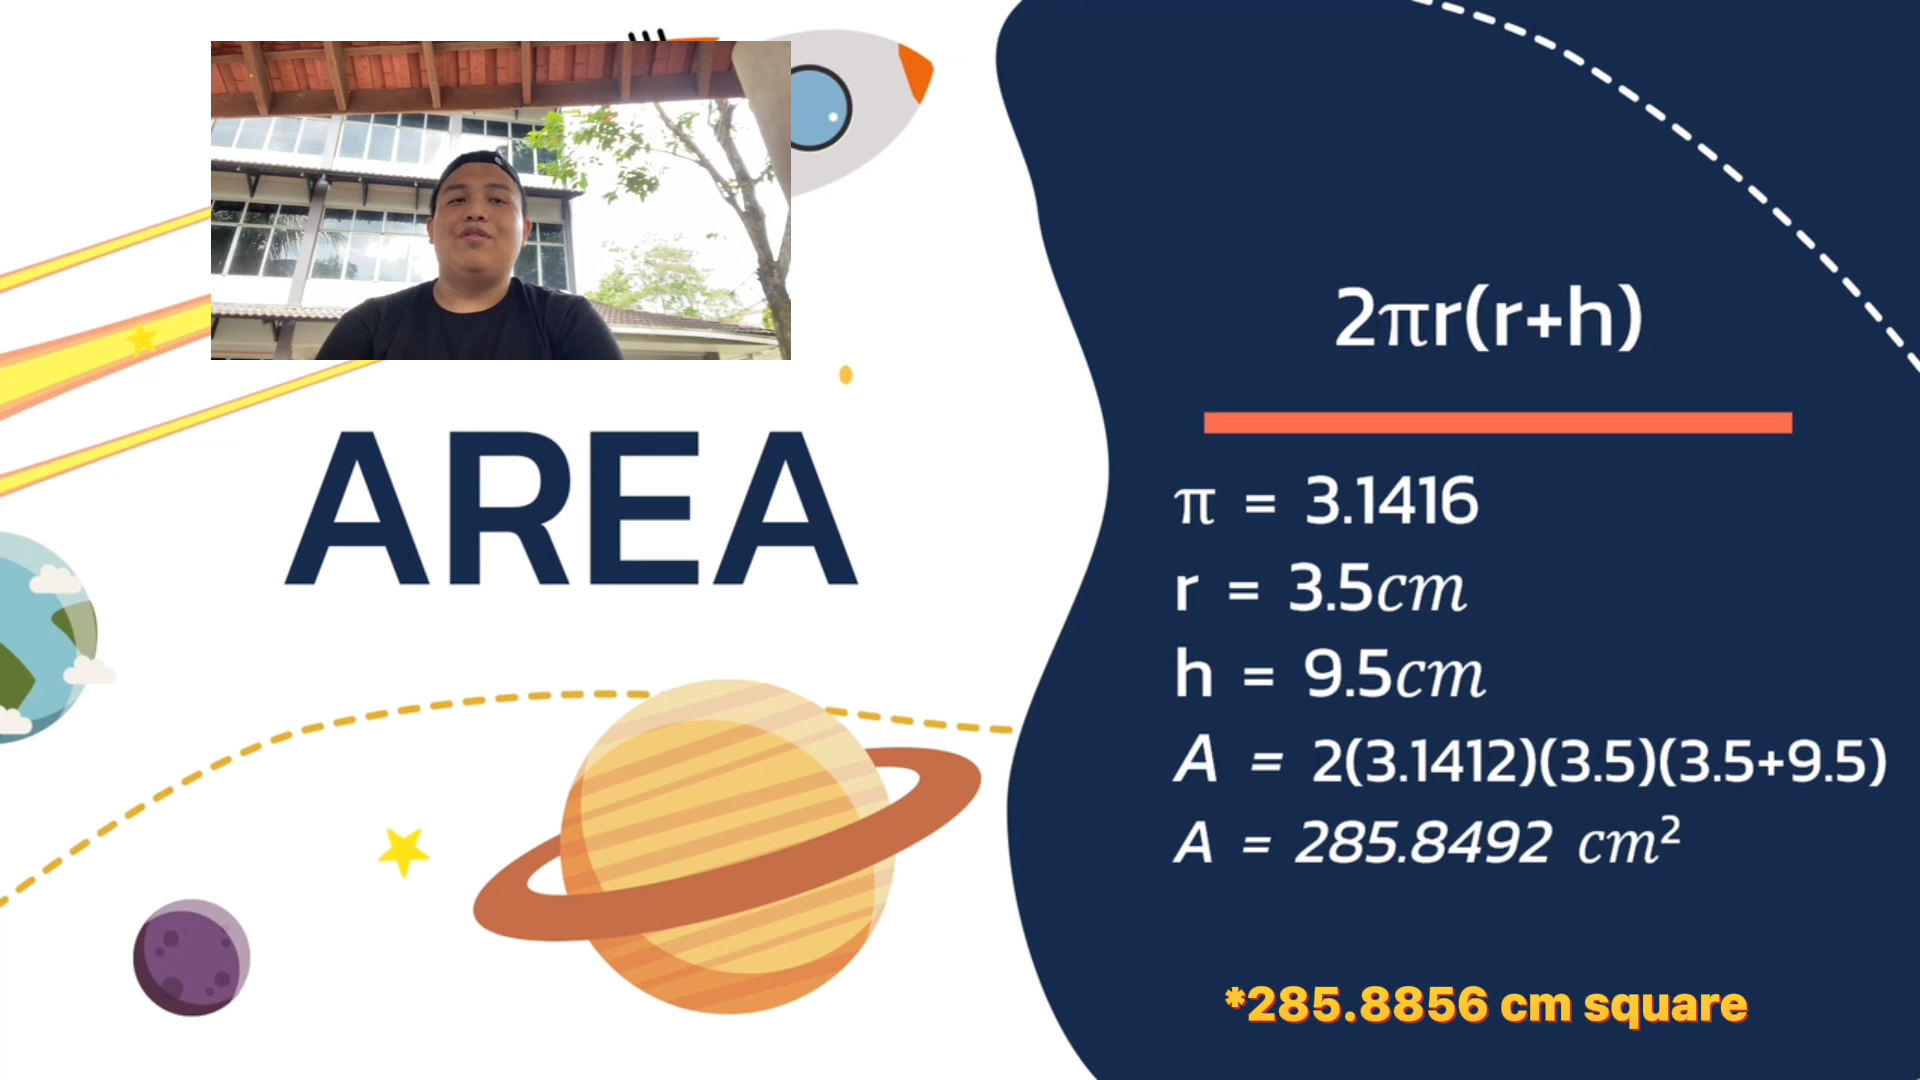 AREA
2πr(r+h)
π = 3.1416
r = 3.5cm
h = 9.5cm
A = 2(3.1412)(3.5)(3.5+9.5)
A = 285.8492 cm²
*285.8856 cm square